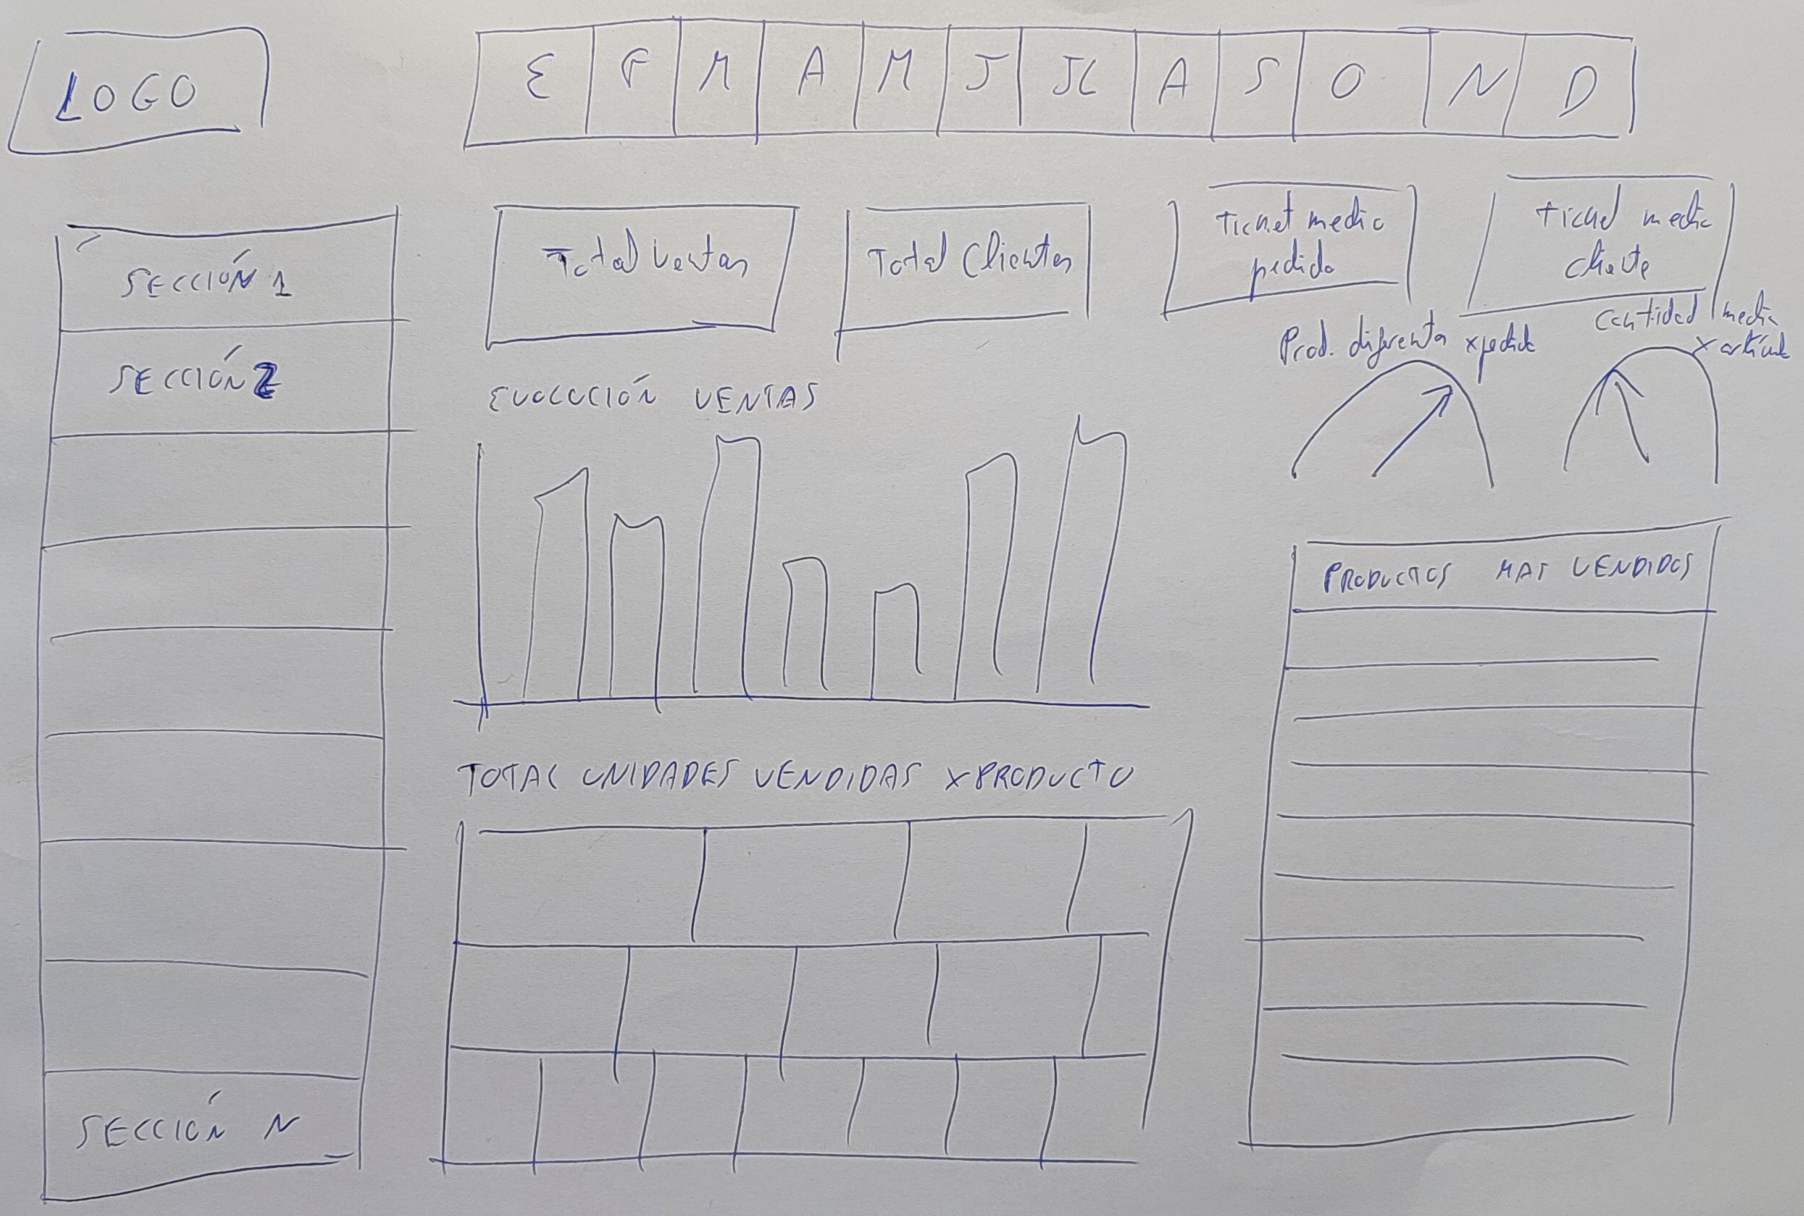 LOGO
E F M A M J JL A S O N D
SECCIÓN 1
SECCIÓN 2
SECCIÓN N
Total Ventas
Total Clientes
Ticket medio
pedido
Ticket medio
cliente
Prod. diferentes x pedido
Cantidad media
x artículo
EVOLUCIÓN VENTAS
TOTAL UNIDADES VENDIDAS X PRODUCTO
PRODUCTOS MAS VENDIDOS